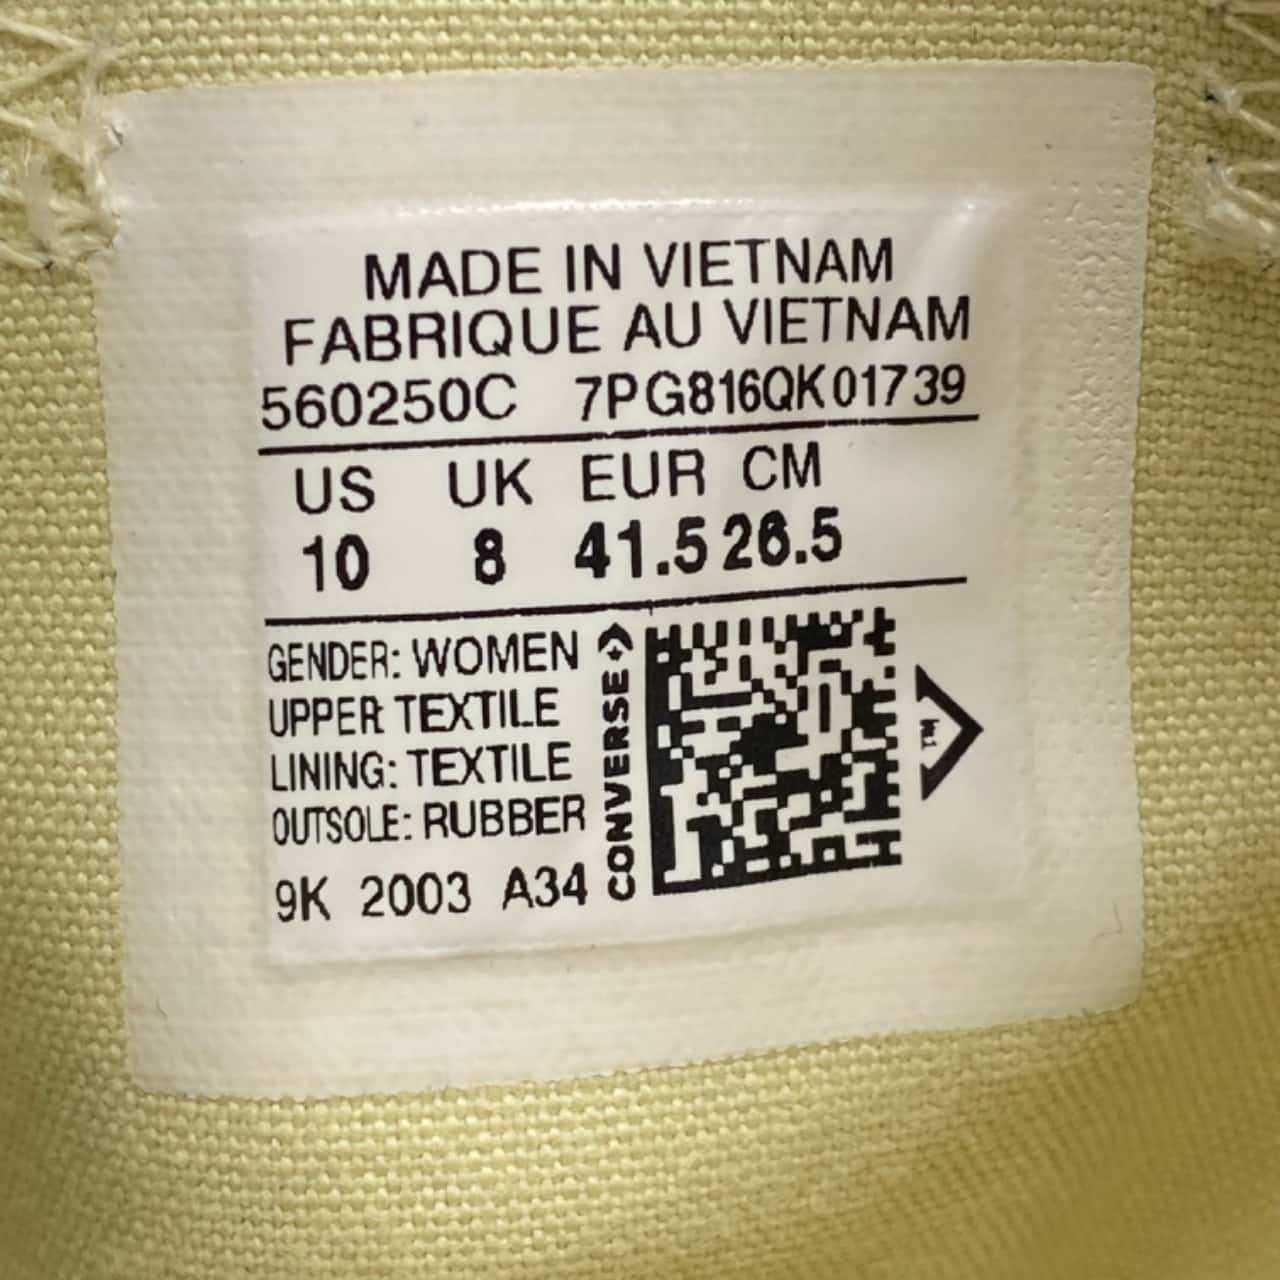 MADE IN VIETNAM
FABRIQUE AU VIETNAM
560250C 7PG816QK01739
US UK EUR CM
10 8 41.5 26.5
GENDER: WOMEN
UPPER TEXTILE
LINING: TEXTILE
OUTSOLE: RUBBER
9K 2003 A34
CONVERSE